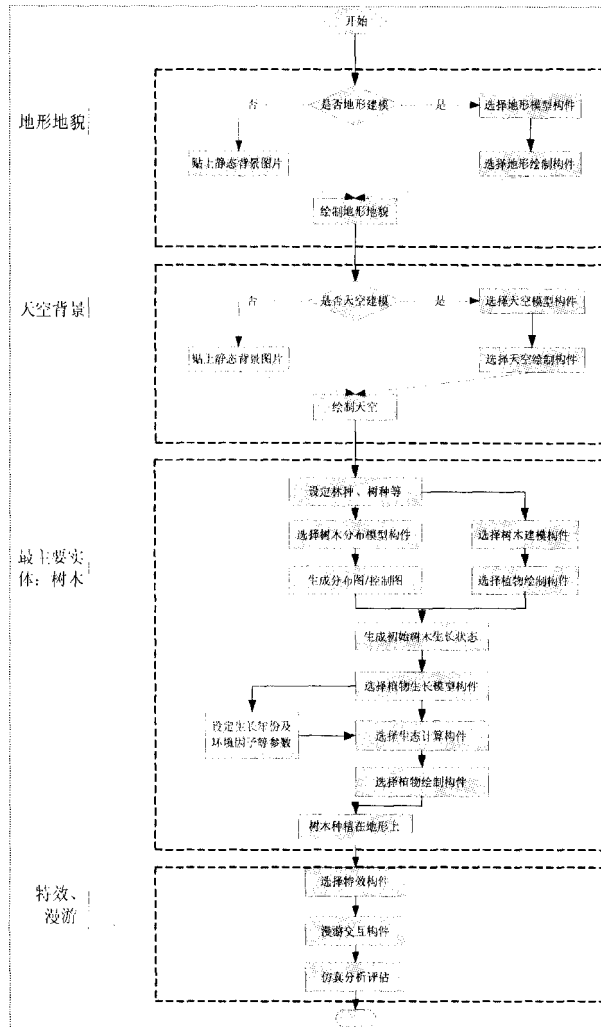 开始
地形地貌
否
是否地形建模
是
选择地形模型构件
贴上静态背景图片
选择地形绘制构件
绘制地形地貌
天空背景
否
是否天空建模
是
选择天空模型构件
贴上静态背景图片
选择天空绘制构件
绘制天空
最主要实
体：树木
设定林种、树种等
选择树木分布模型构件
选择树木建模构件
生成分布图/控制图
选择植物绘制构件
生成初始树木生长状态
选择植物生长模型构件
设定生长年份及
环境因子等参数
选择生态计算构件
选择植物绘制构件
树木种植在地形上
特效、
漫游
选择特效构件
漫游交互构件
仿真分析评估